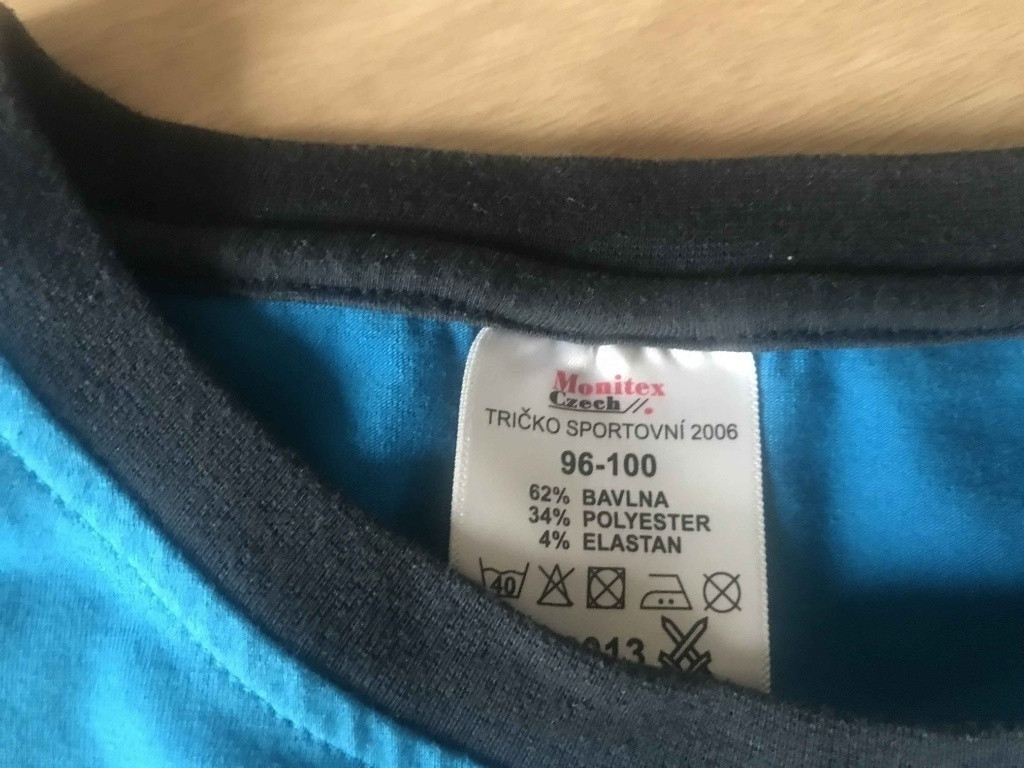 Monitex
Czech //.
TRIČKO SPORTOVNÍ 2006
96-100
62% BAVLNA
34% POLYESTER
4% ELASTAN
40